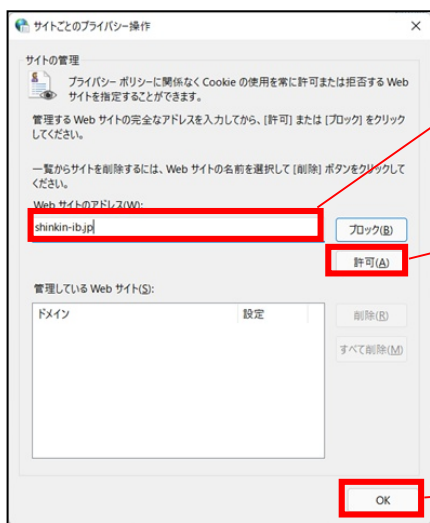 サイトごとのプライバシー操作
サイトの管理
プライバシー ポリシーに関係なく Cookie の使用を常に許可または拒否する Web
サイトを指定することができます。
管理する Web サイトの完全なアドレスを入力してから、[許可] または [ブロック] をクリック
してください。
一覧からサイトを削除するには、Web サイトの名前を選択して [削除] ボタンをクリックして
ください。
Web サイトのアドレス(W):
shinkin-ib.jp
ブロック(B)
許可(A)
管理している Web サイト(S):
ドメイン 設定
削除(R)
すべて削除(M)
OK